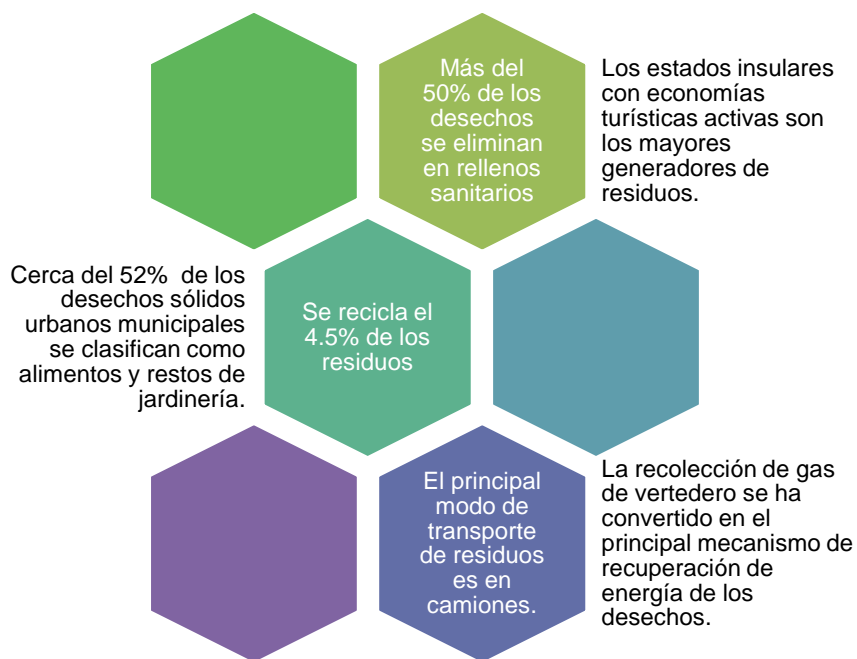 Más del
50% de los
desechos
se eliminan
en rellenos
sanitarios
Los estados insulares
con economías
turísticas activas son
los mayores
generadores de
residuos.
Cerca del 52% de los
desechos sólidos
urbanos municipales
se clasifican como
alimentos y restos de
jardinería.
Se recicla el
4.5% de los
residuos
El principal
modo de
transporte
de residuos
es en
camiones.
La recolección de gas
de vertedero se ha
convertido en el
principal mecanismo de
recuperación de
energía de los
desechos.